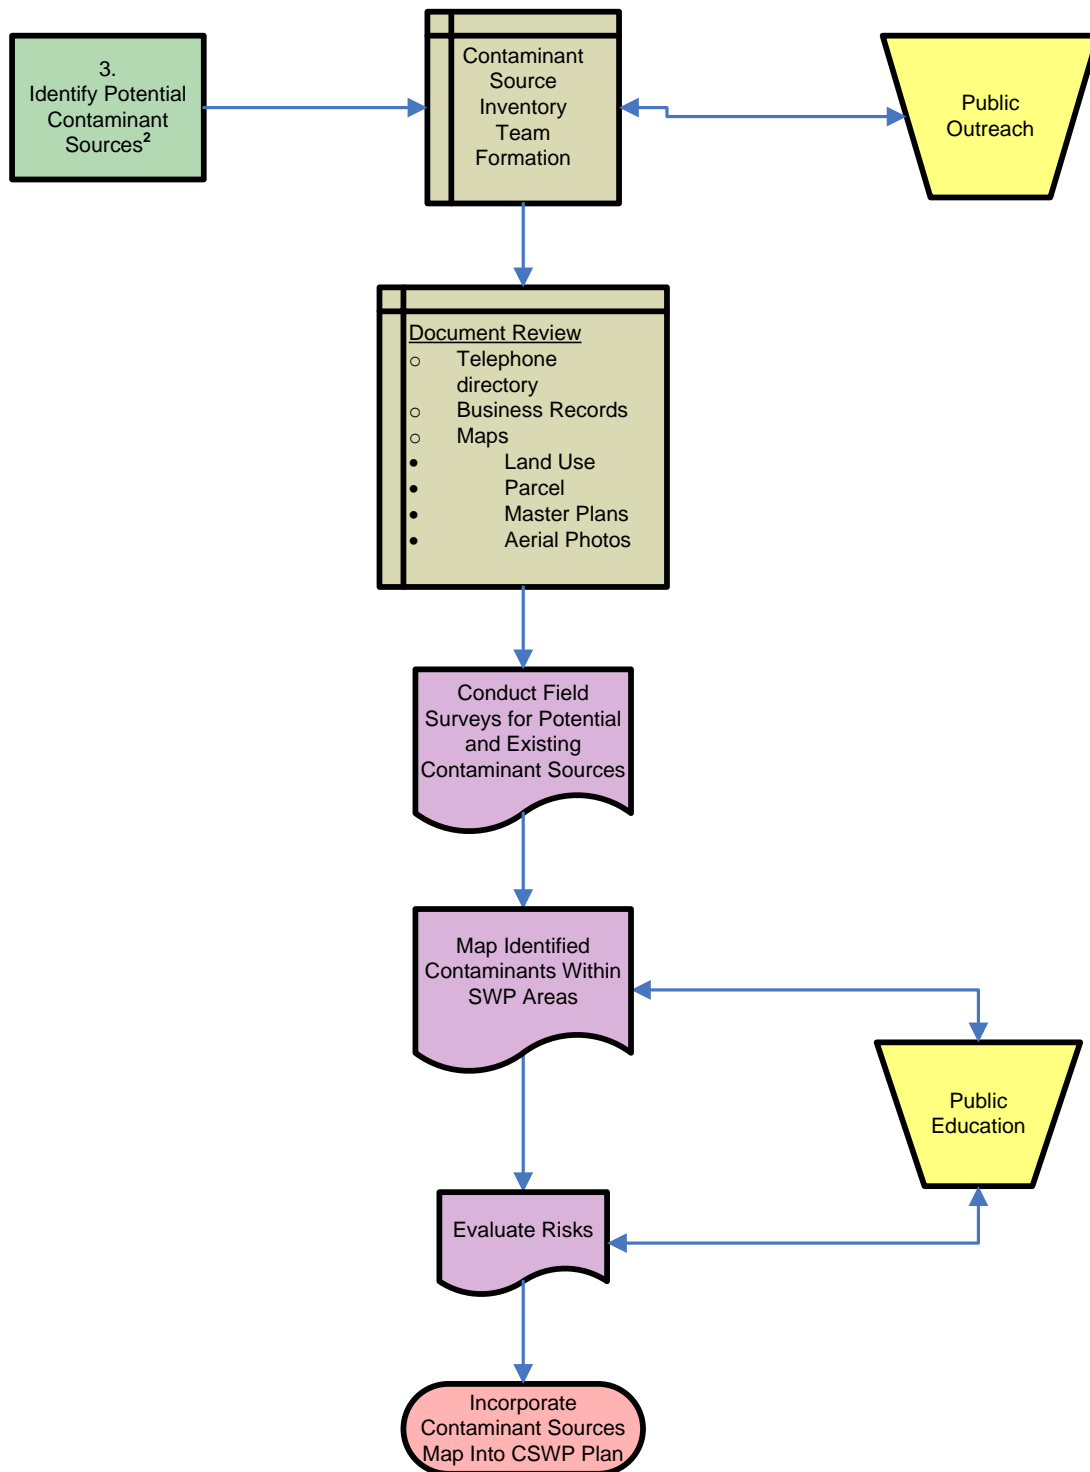 3.
Identify Potential
Contaminant
Sources²
Contaminant
Source
Inventory
Team
Formation
Public
Outreach
Document Review
o Telephone
directory
o Business Records
o Maps
• Land Use
• Parcel
• Master Plans
• Aerial Photos
Conduct Field
Surveys for Potential
and Existing
Contaminant Sources
Map Identified
Contaminants Within
SWP Areas
Public
Education
Evaluate Risks
Incorporate
Contaminant Sources
Map Into CSWP Plan